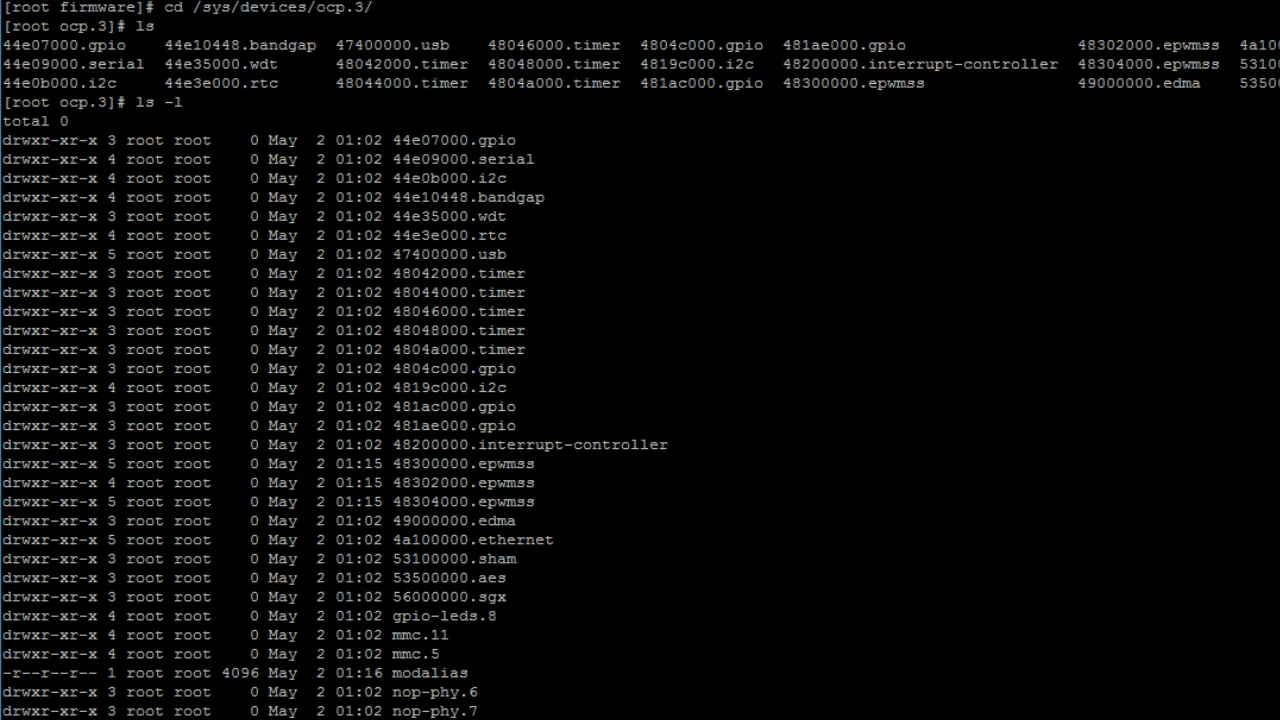 [root firmware]# cd /sys/devices/ocp.3/
[root ocp.3]# ls
44e07000.gpio    44e10448.bandgap  47400000.usb    48046000.timer  4804c000.gpio  481ae000.gpio                  48302000.epwmss  4a10
44e09000.serial  44e35000.wdt      48042000.timer  48048000.timer  4819c000.i2c   48200000.interrupt-controller  48304000.epwmss  5310
44e0b000.i2c     44e3e000.rtc      48044000.timer  4804a000.timer  481ac000.gpio  48300000.epwmss                49000000.edma    5350
[root ocp.3]# ls -l
total 0
drwxr-xr-x 3 root root    0 May  2 01:02 44e07000.gpio
drwxr-xr-x 4 root root    0 May  2 01:02 44e09000.serial
drwxr-xr-x 4 root root    0 May  2 01:02 44e0b000.i2c
drwxr-xr-x 4 root root    0 May  2 01:02 44e10448.bandgap
drwxr-xr-x 3 root root    0 May  2 01:02 44e35000.wdt
drwxr-xr-x 4 root root    0 May  2 01:02 44e3e000.rtc
drwxr-xr-x 5 root root    0 May  2 01:02 47400000.usb
drwxr-xr-x 3 root root    0 May  2 01:02 48042000.timer
drwxr-xr-x 3 root root    0 May  2 01:02 48044000.timer
drwxr-xr-x 3 root root    0 May  2 01:02 48046000.timer
drwxr-xr-x 3 root root    0 May  2 01:02 48048000.timer
drwxr-xr-x 3 root root    0 May  2 01:02 4804a000.timer
drwxr-xr-x 3 root root    0 May  2 01:02 4804c000.gpio
drwxr-xr-x 4 root root    0 May  2 01:02 4819c000.i2c
drwxr-xr-x 3 root root    0 May  2 01:02 481ac000.gpio
drwxr-xr-x 3 root root    0 May  2 01:02 481ae000.gpio
drwxr-xr-x 3 root root    0 May  2 01:02 48200000.interrupt-controller
drwxr-xr-x 5 root root    0 May  2 01:15 48300000.epwmss
drwxr-xr-x 4 root root    0 May  2 01:15 48302000.epwmss
drwxr-xr-x 5 root root    0 May  2 01:15 48304000.epwmss
drwxr-xr-x 3 root root    0 May  2 01:02 49000000.edma
drwxr-xr-x 5 root root    0 May  2 01:02 4a100000.ethernet
drwxr-xr-x 3 root root    0 May  2 01:02 53100000.sham
drwxr-xr-x 3 root root    0 May  2 01:02 53500000.aes
drwxr-xr-x 3 root root    0 May  2 01:02 56000000.sgx
drwxr-xr-x 4 root root    0 May  2 01:02 gpio-leds.8
drwxr-xr-x 4 root root    0 May  2 01:02 mmc.11
drwxr-xr-x 4 root root    0 May  2 01:02 mmc.5
-r--r--r-- 1 root root 4096 May  2 01:16 modalias
drwxr-xr-x 3 root root    0 May  2 01:02 nop-phy.6
drwxr-xr-x 3 root root    0 May  2 01:02 nop-phy.7